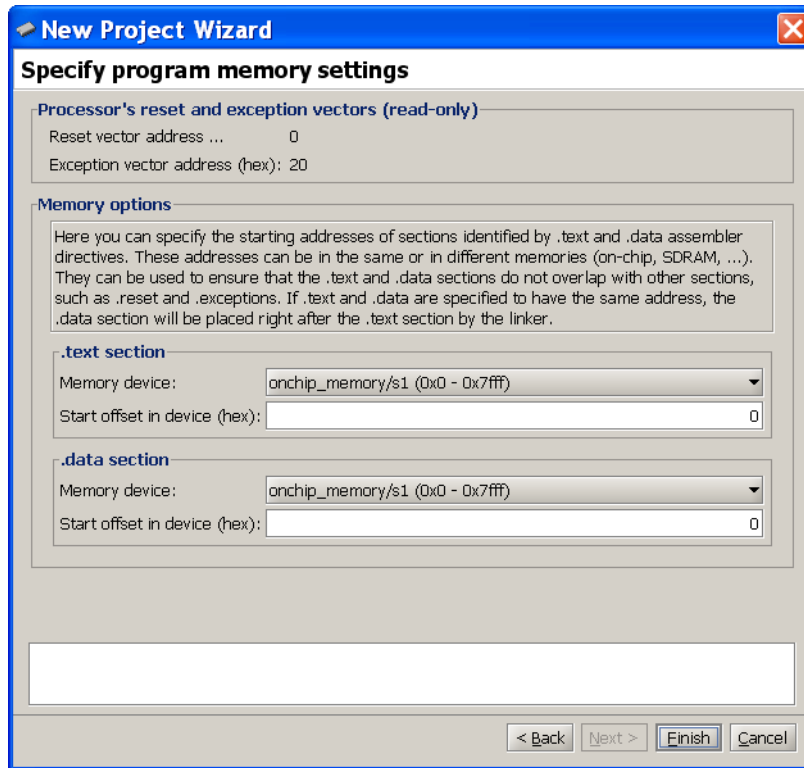 New Project Wizard
Specify program memory settings
Processor's reset and exception vectors (read-only)
Reset vector address ... 0
Exception vector address (hex): 20
Memory options
Here you can specify the starting addresses of sections identified by .text and .data assembler
directives. These addresses can be in the same or in different memories (on-chip, SDRAM, ...).
They can be used to ensure that the .text and .data sections do not overlap with other sections,
such as .reset and .exceptions. If .text and .data are specified to have the same address, the
.data section will be placed right after the .text section by the linker.
.text section
Memory device: onchip_memory/s1 (0x0 - 0x7fff)
Start offset in device (hex): 0
.data section
Memory device: onchip_memory/s1 (0x0 - 0x7fff)
Start offset in device (hex): 0
< Back Next > Finish Cancel